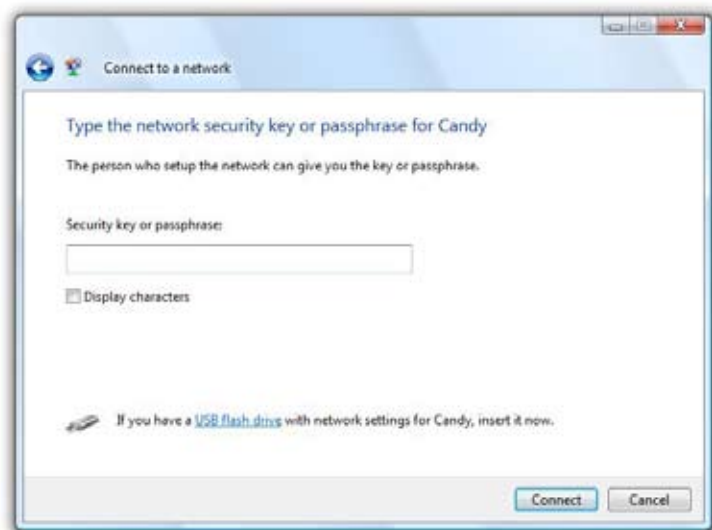 Connect to a network
Type the network security key or passphrase for Candy
The person who setup the network can give you the key or passphrase.
Security key or passphrase:
Display characters
If you have a USB flash drive with network settings for Candy, insert it now.
Connect Cancel